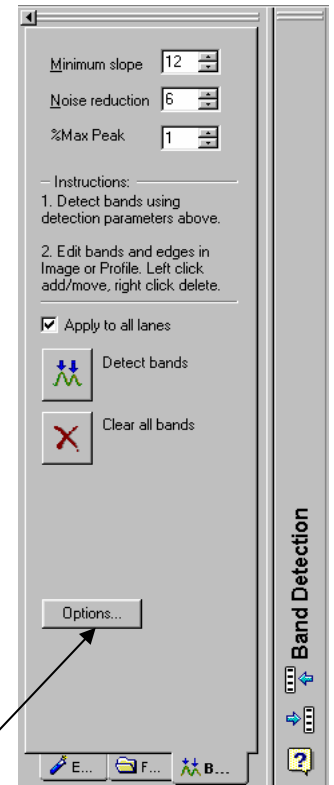 Minimum slope 12
Noise reduction 6
%Max Peak 1
Instructions:
1. Detect bands using
detection parameters above.
2. Edit bands and edges in
Image or Profile. Left click
add/move, right click delete.
Apply to all lanes
Detect bands
Clear all bands
Options...
E... F... B...
Band Detection
?